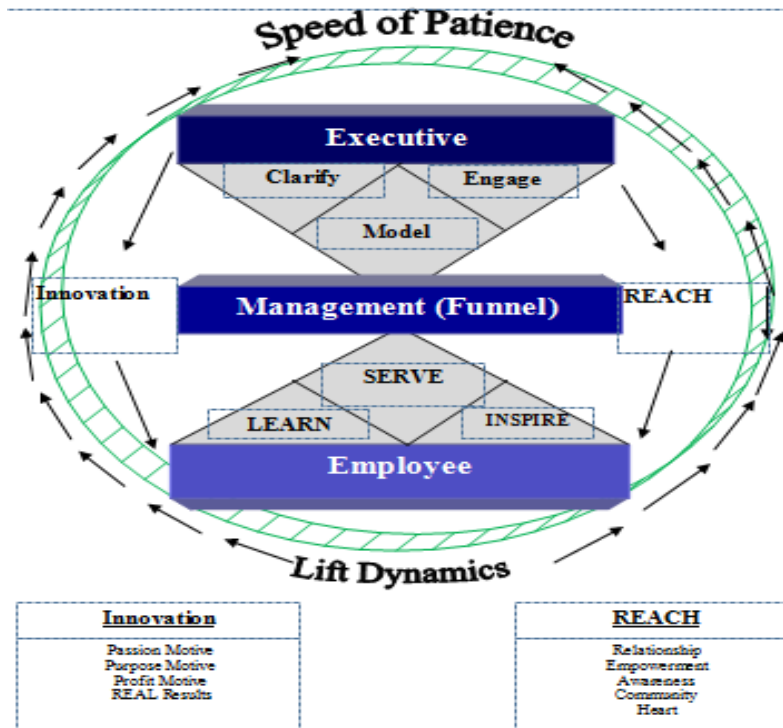 Speed of Patience
Executive
Clarify
Engage
Model
Innovation
Management (Funnel)
REACH
SERVE
LEARN
INSPIRE
Employee
Lift Dynamics
Innovation
Passion Motive
Purpose Motive
Profit Motive
REAL Results
REACH
Relationship
Empowerment
Awareness
Community
Heart